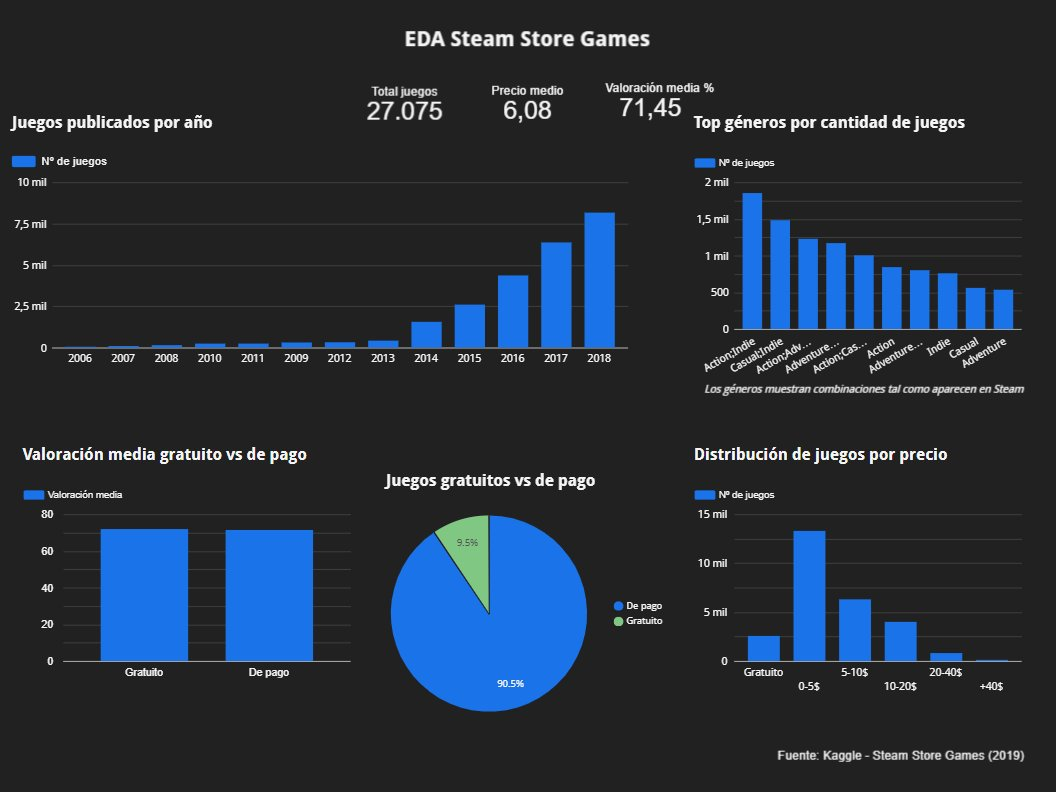 EDA Steam Store Games
Total juegos
27.075
Precio medio
6,08
Valoración media %
71,45
Juegos publicados por año
Nº de juegos
10 mil
7,5 mil
5 mil
2,5 mil
0
2006 2007 2008 2010 2011 2009 2012 2013 2014 2015 2016 2017 2018
Top géneros por cantidad de juegos
Nº de juegos
2 mil
1,5 mil
1 mil
500
0
Action;Indie Casual;Indie Action;Adv... Adventure... Action;Cas... Action Adventure... Indie Casual Adventure
Los géneros muestran combinaciones tal como aparecen en Steam
Valoración media gratuito vs de pago
Valoración media
80
60
40
20
0
Gratuito De pago
Juegos gratuitos vs de pago
9.5%
90.5%
De pago
Gratuito
Distribución de juegos por precio
Nº de juegos
15 mil
10 mil
5 mil
0
Gratuito 5-10$ 20-40$
0-5$ 10-20$ +40$
Fuente: Kaggle - Steam Store Games (2019)